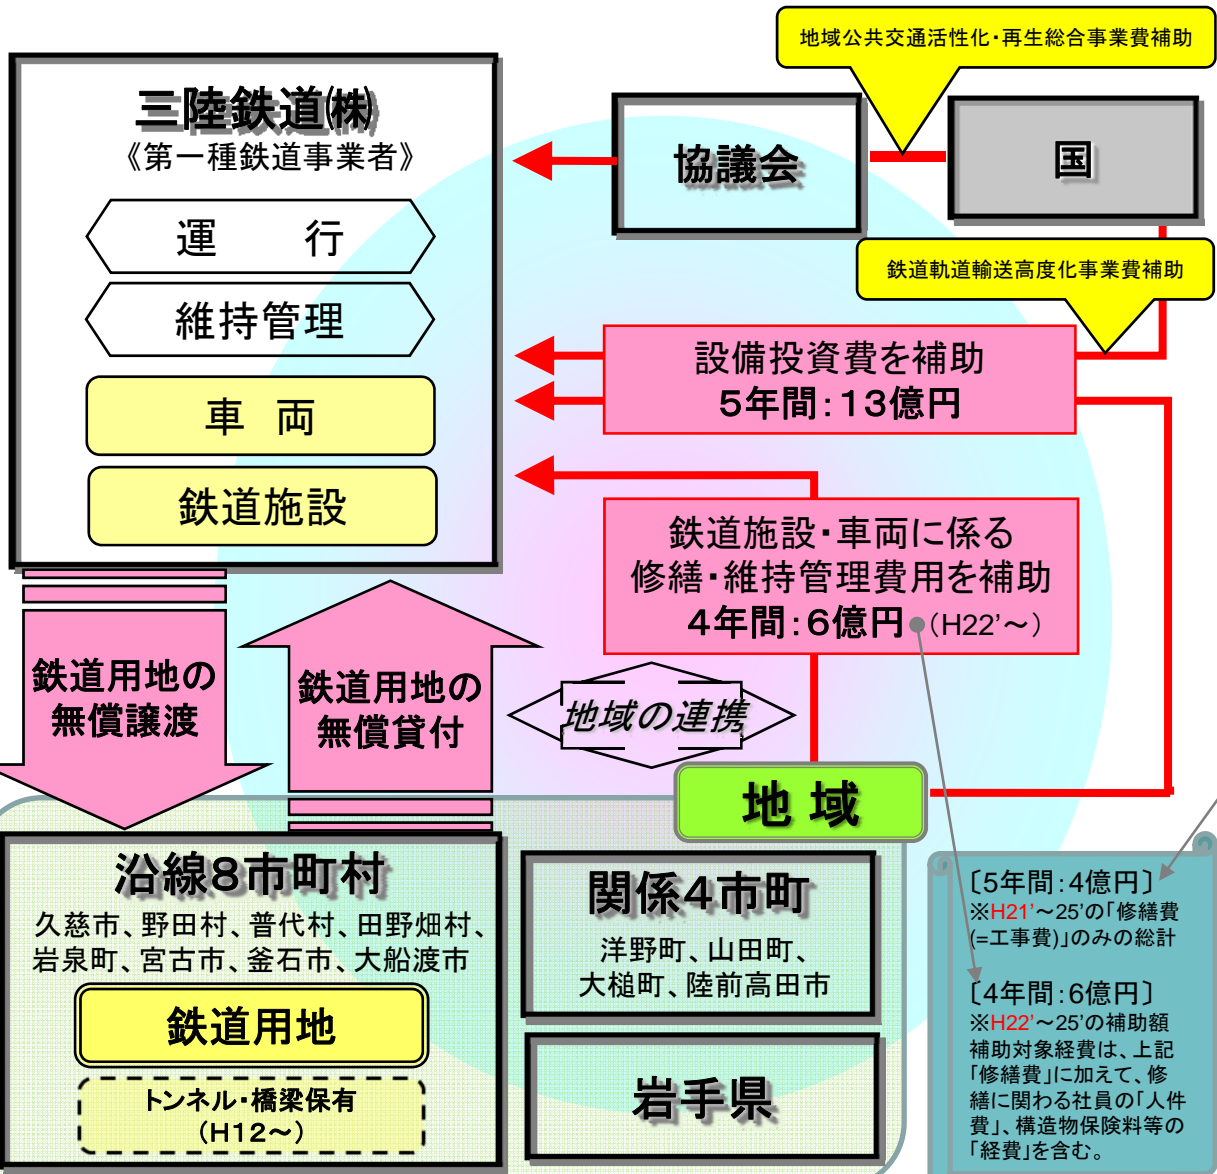 地域公共交通活性化・再生総合事業費補助
三陸鉄道㈱
《第一種鉄道事業者》
運　　行
維持管理
車　両
鉄道施設
協議会
国
鉄道軌道輸送高度化事業費補助
設備投資費を補助
5年間：13億円
鉄道施設・車両に係る
修繕・維持管理費用を補助
4年間：6億円（H22’～）
鉄道用地の
無償譲渡
鉄道用地の
無償貸付
地域の連携
地 域
沿線8市町村
久慈市、野田村、普代村、田野畑村、
岩泉町、宮古市、釜石市、大船渡市
鉄道用地
トンネル・橋梁保有
（H12～）
関係4市町
洋野町、山田町、
大槌町、陸前高田市
岩手県
〔5年間：4億円〕
※H21’～25’の「修繕費
(=工事費)」のみの総計
〔4年間：6億円〕
※H22’～25’の補助額
補助対象経費は、上記
「修繕費」に加えて、修
繕に関わる社員の「人件
費」、構造物保険料等の
「経費」を含む。